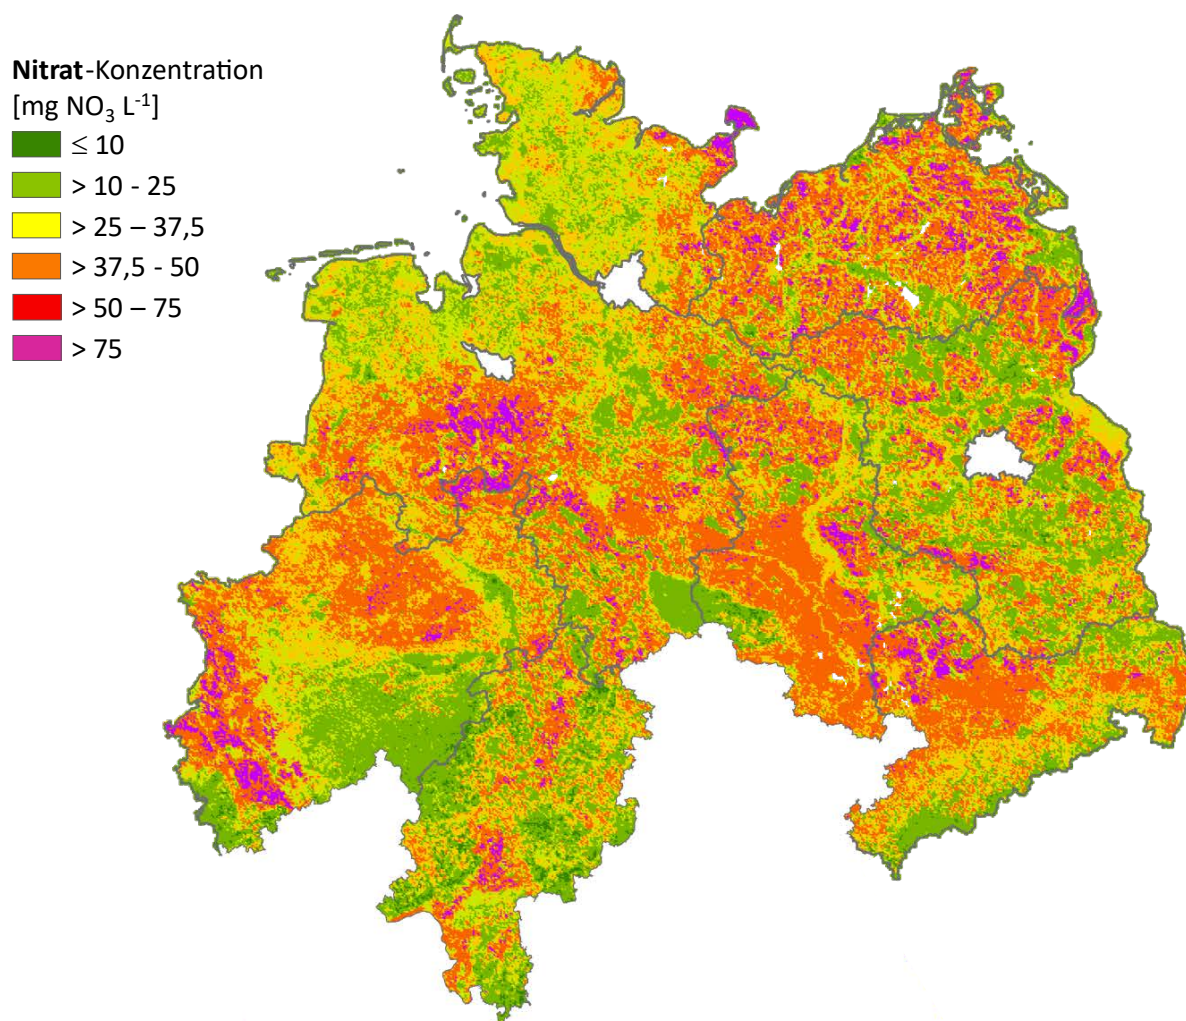 Nitrat-Konzentration
[mg NO₃ L⁻¹]
≤ 10
> 10 - 25
> 25 – 37,5
> 37,5 - 50
> 50 – 75
> 75